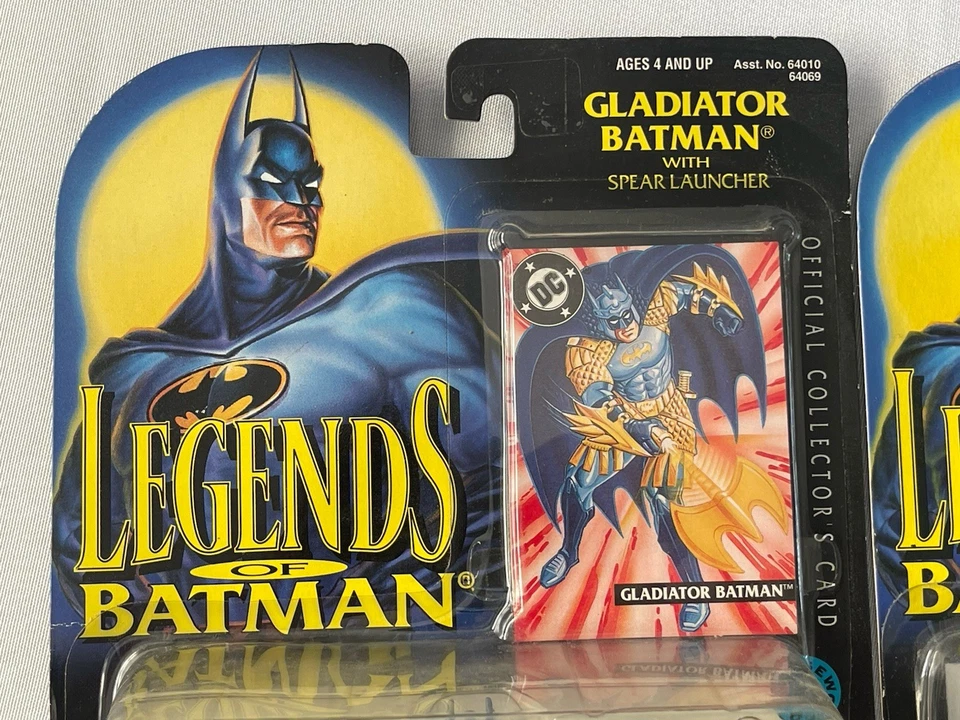 AGES 4 AND UP
Asst. No. 64010
64069
GLADIATOR
BATMAN®
WITH
SPEAR LAUNCHER
DC
LEGENDS
OF
BATMAN®
GLADIATOR BATMAN™
OFFICIAL COLLECTOR'S CARD